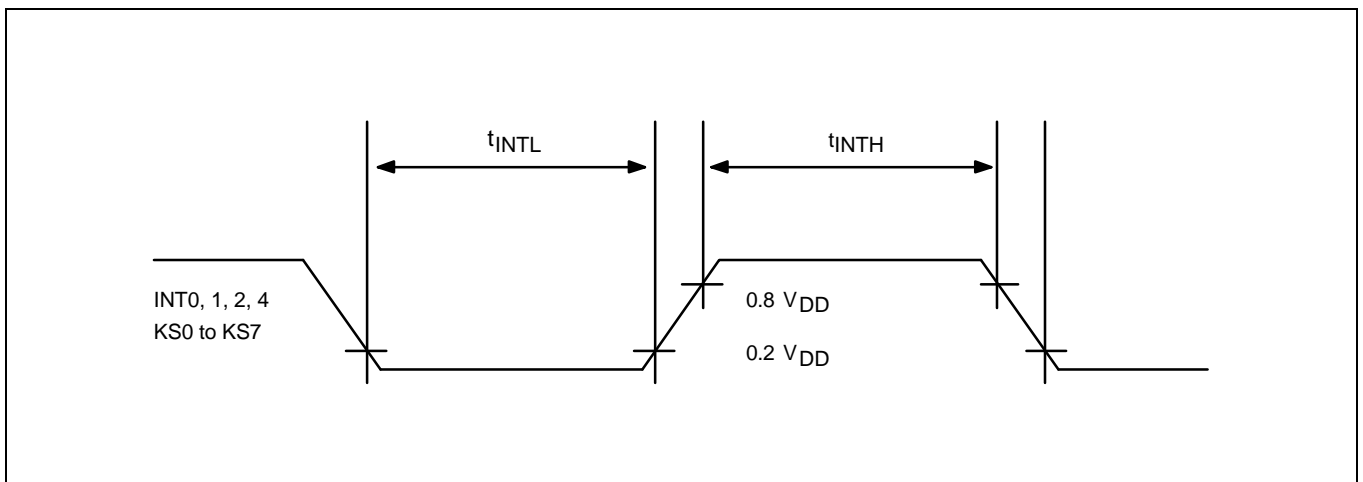 tINTL
tINTH
INT0, 1, 2, 4
KS0 to KS7
0.8 VDD
0.2 VDD